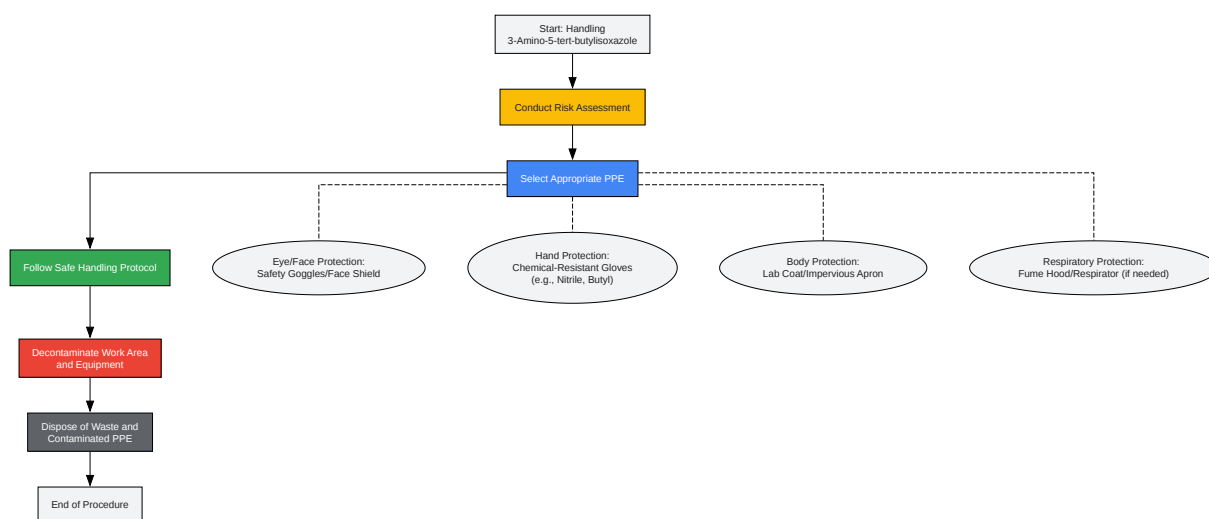 Start: Handling
3-Amino-5-tert-butylisoxazole
Conduct Risk Assessment
Select Appropriate PPE
Follow Safe Handling Protocol
Eye/Face Protection:
Safety Goggles/Face Shield
Hand Protection:
Chemical-Resistant Gloves
(e.g., Nitrile, Butyl)
Body Protection:
Lab Coat/Impervious Apron
Respiratory Protection:
Fume Hood/Respirator (if needed)
Decontaminate Work Area
and Equipment
Dispose of Waste and
Contaminated PPE
End of Procedure